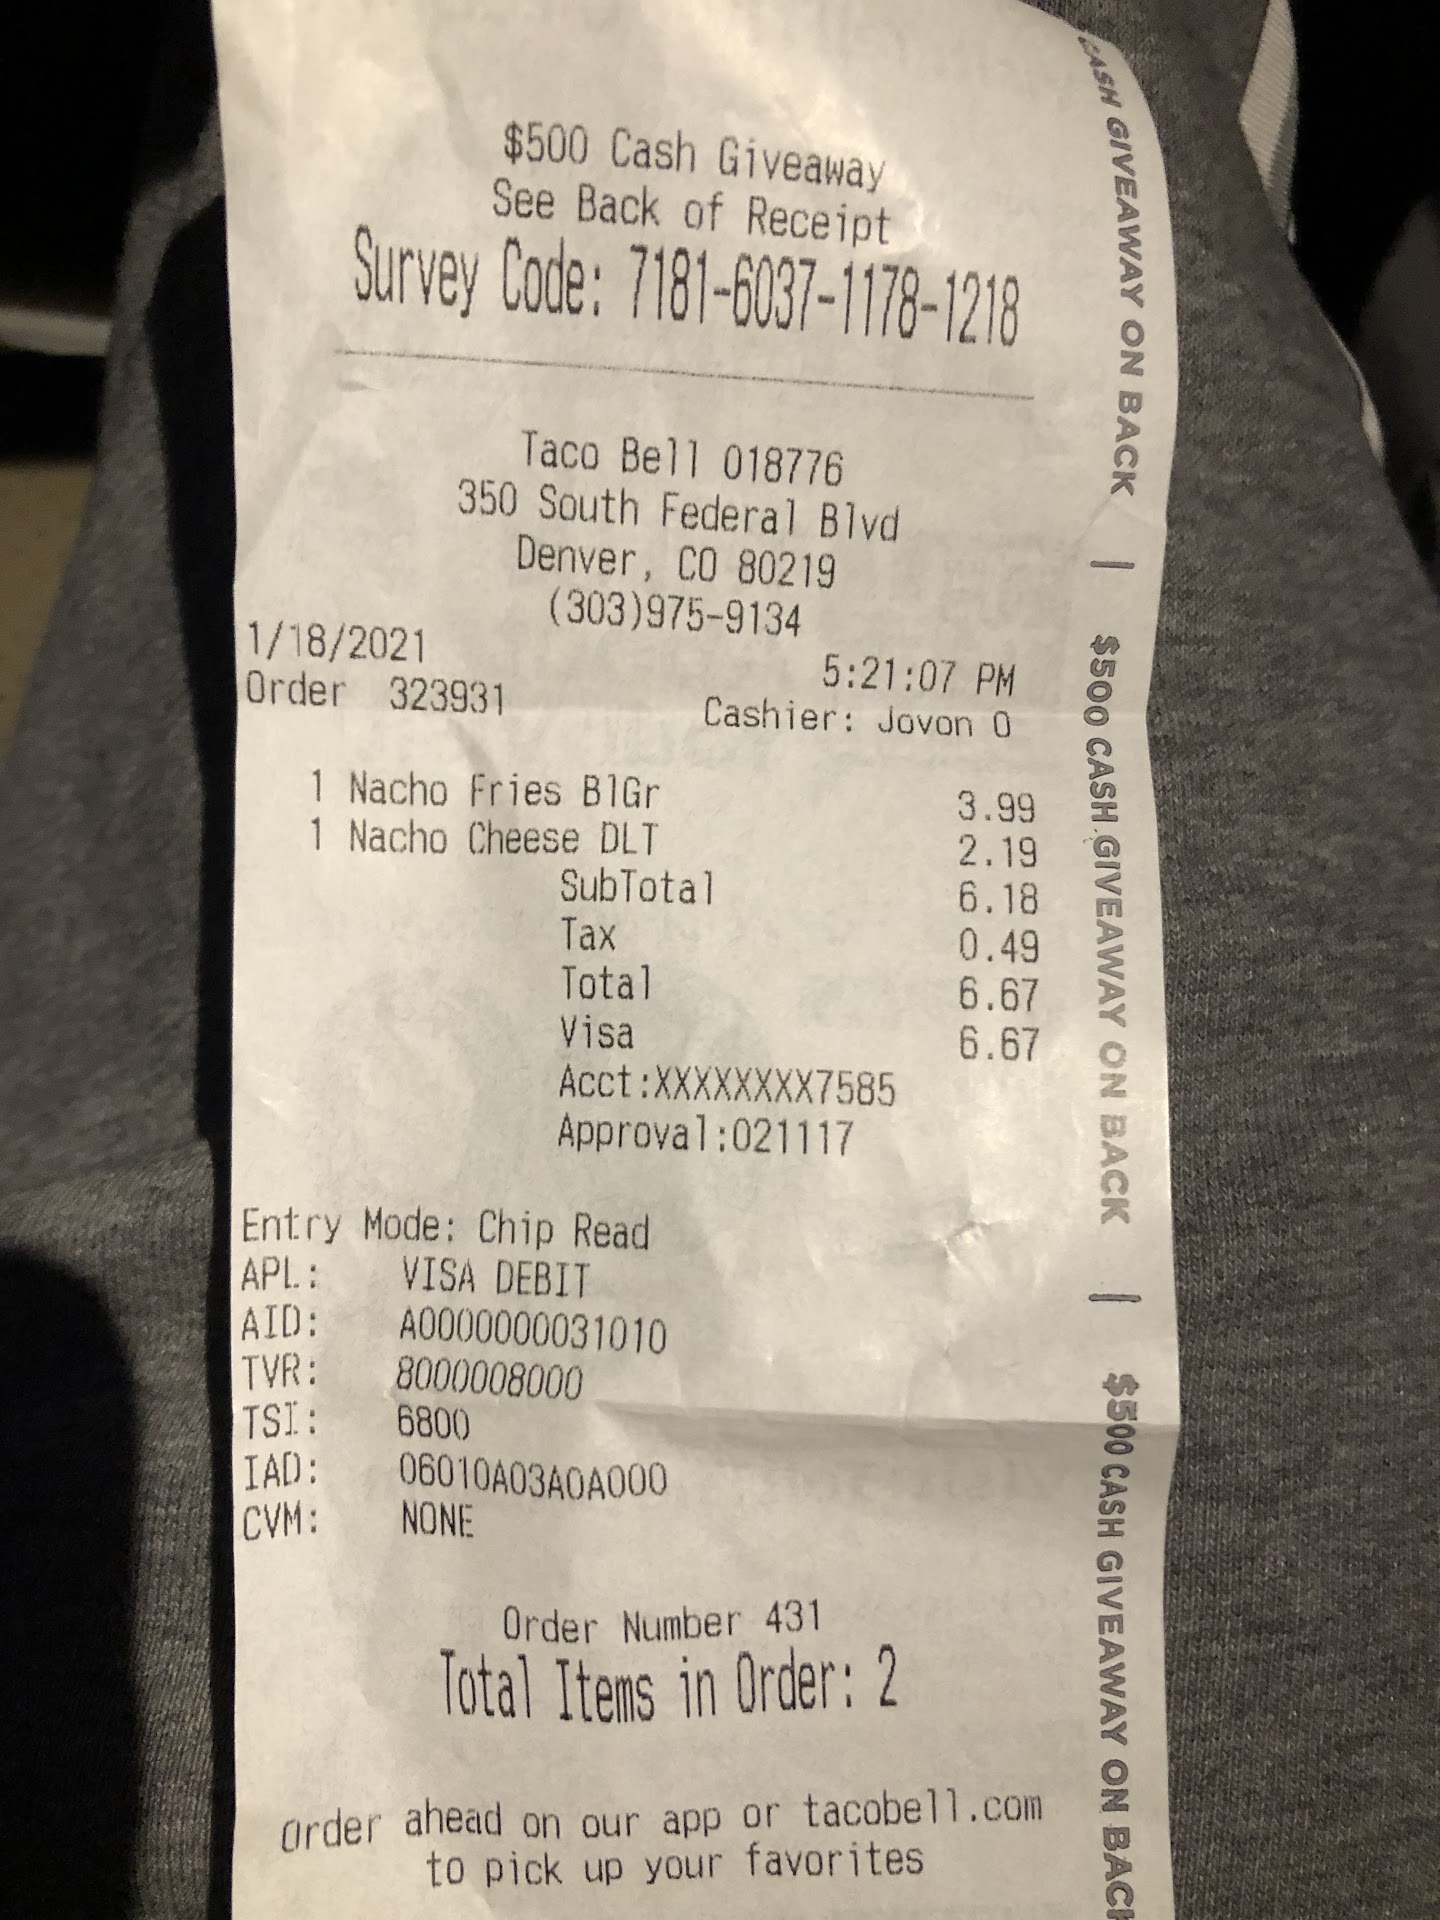 $500 Cash Giveaway
See Back of Receipt
Survey Code: 7181-6037-1178-1218
Taco Bell 018776
350 South Federal Blvd
Denver, CO 80219
(303)975-9134
1/18/2021 5:21:07 PM
Order 323931 Cashier: Jovon O
1 Nacho Fries BlGr 3.99
1 Nacho Cheese DLT 2.19
SubTotal 6.18
Tax 0.49
Total 6.67
Visa 6.67
Acct:XXXXXXXX7585
Approval:021117
Entry Mode: Chip Read
APL: VISA DEBIT
AID: A0000000031010
TVR: 8000008000
TSI: 6800
IAD: 06010A03A0A000
CVM: NONE
Order Number 431
Total Items in Order: 2
Order ahead on our app or tacobell.com
to pick up your favorites
CASH GIVEAWAY ON BACK | $500 CASH GIVEAWAY ON BACK | $500 CASH GIVEAWAY ON BACK